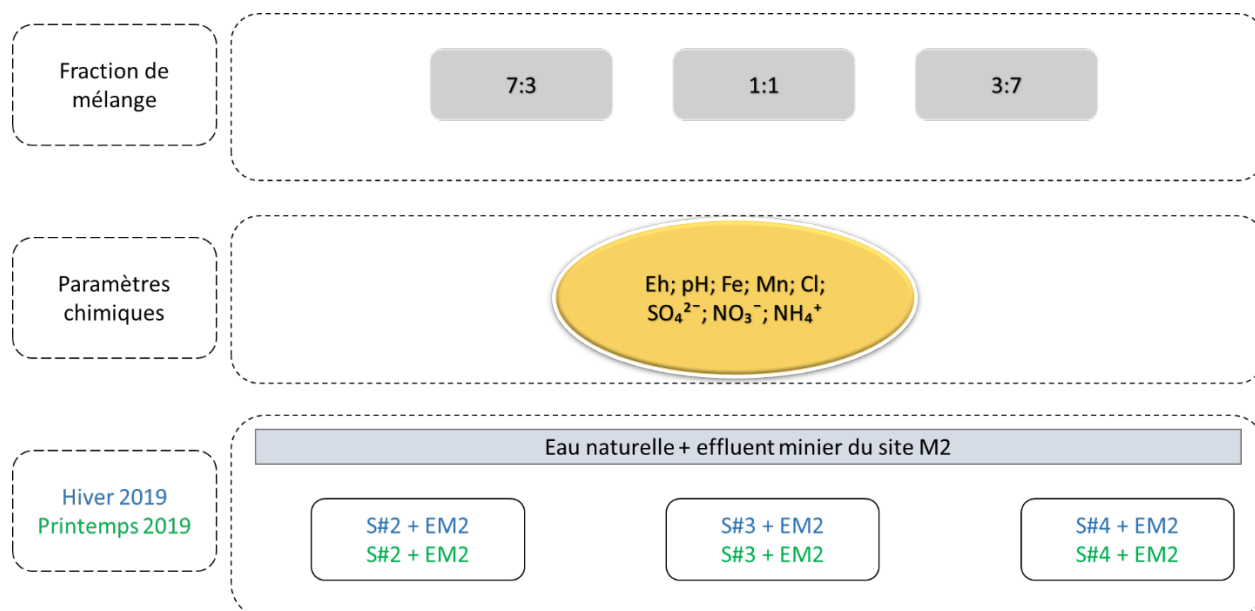 Fraction de
mélange
7:3
1:1
3:7
Paramètres
chimiques
Eh; pH; Fe; Mn; Cl;
SO₄²⁻; NO₃⁻; NH₄⁺
Hiver 2019
Printemps 2019
Eau naturelle + effluent minier du site M2
S#2 + EM2
S#2 + EM2
S#3 + EM2
S#3 + EM2
S#4 + EM2
S#4 + EM2